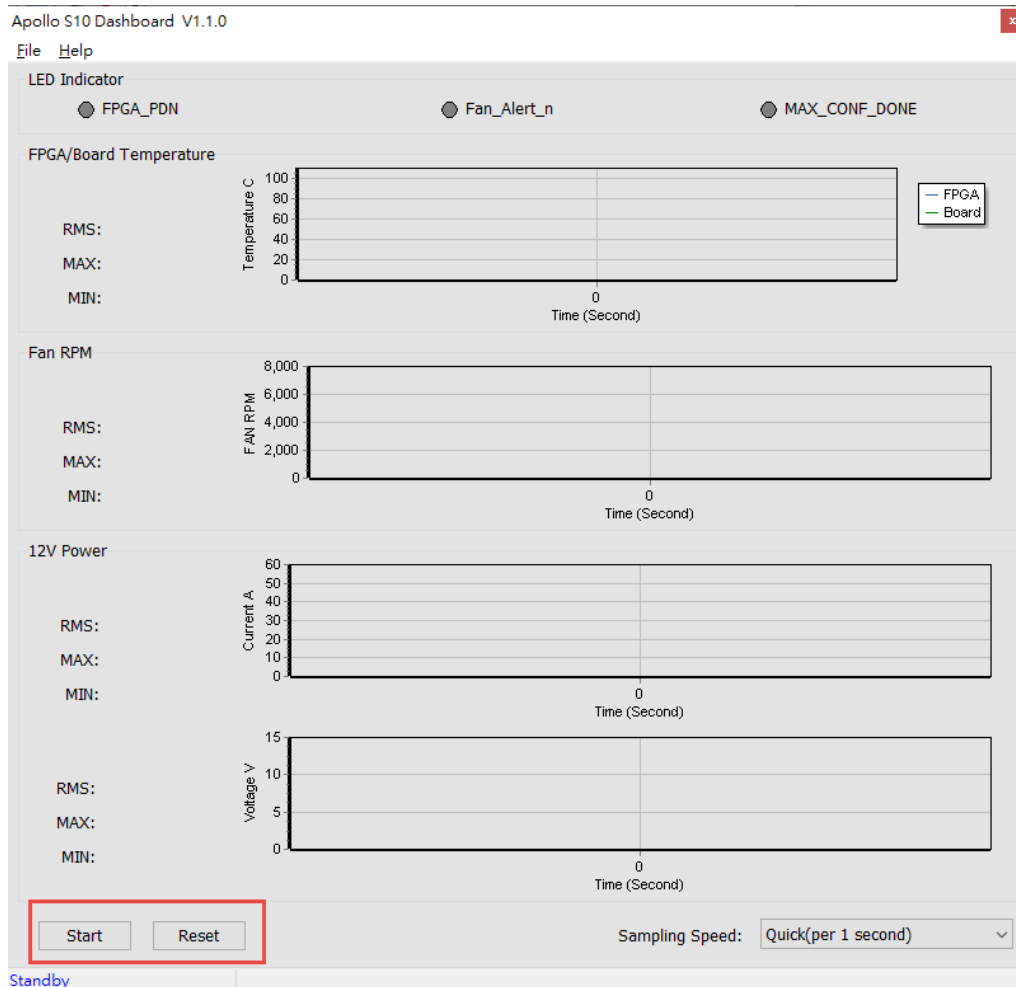 Apollo S10 Dashboard V1.1.0
x
File Help
LED Indicator
FPGA_PDN Fan_Alert_n MAX_CONF_DONE
FPGA/Board Temperature
RMS:
MAX:
MIN:
Temperature C
100
80
60
40
20
0
0
Time (Second)
FPGA
Board
Fan RPM
RMS:
MAX:
MIN:
FAN RPM
8,000
6,000
4,000
2,000
0
0
Time (Second)
12V Power
RMS:
MAX:
MIN:
Current A
60
50
40
30
20
10
0
0
Time (Second)
RMS:
MAX:
MIN:
Voltage V
15
10
5
0
0
Time (Second)
Start Reset Sampling Speed: Quick(per 1 second)
Standby